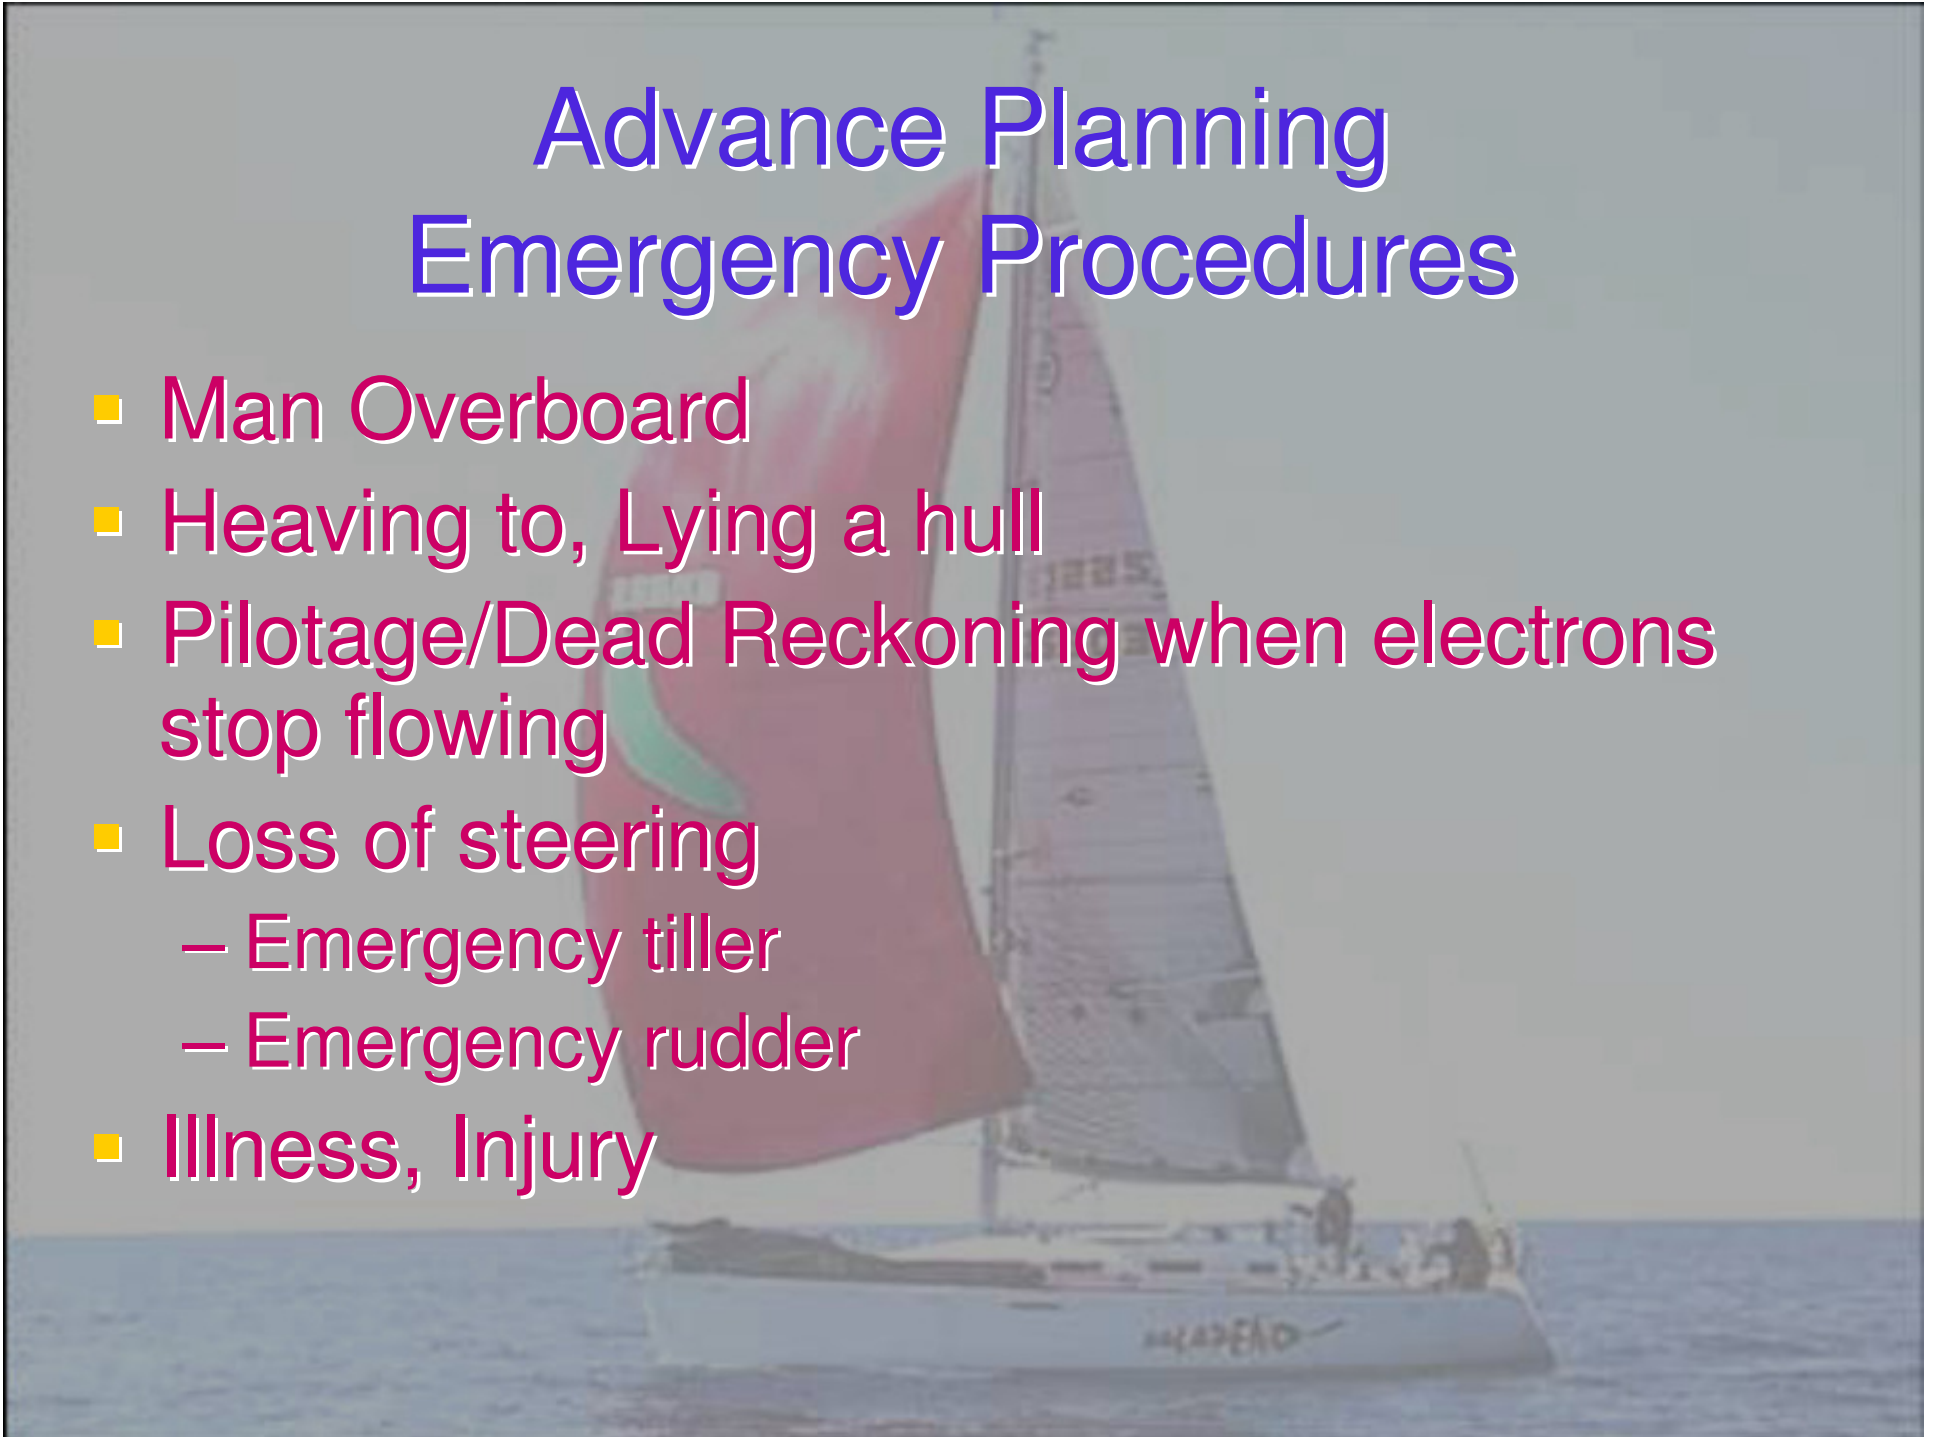 Advance Planning
Emergency Procedures
Man Overboard
Heaving to, Lying a hull
Pilotage/Dead Reckoning when electrons
stop flowing
Loss of steering
– Emergency tiller
– Emergency rudder
Illness, Injury